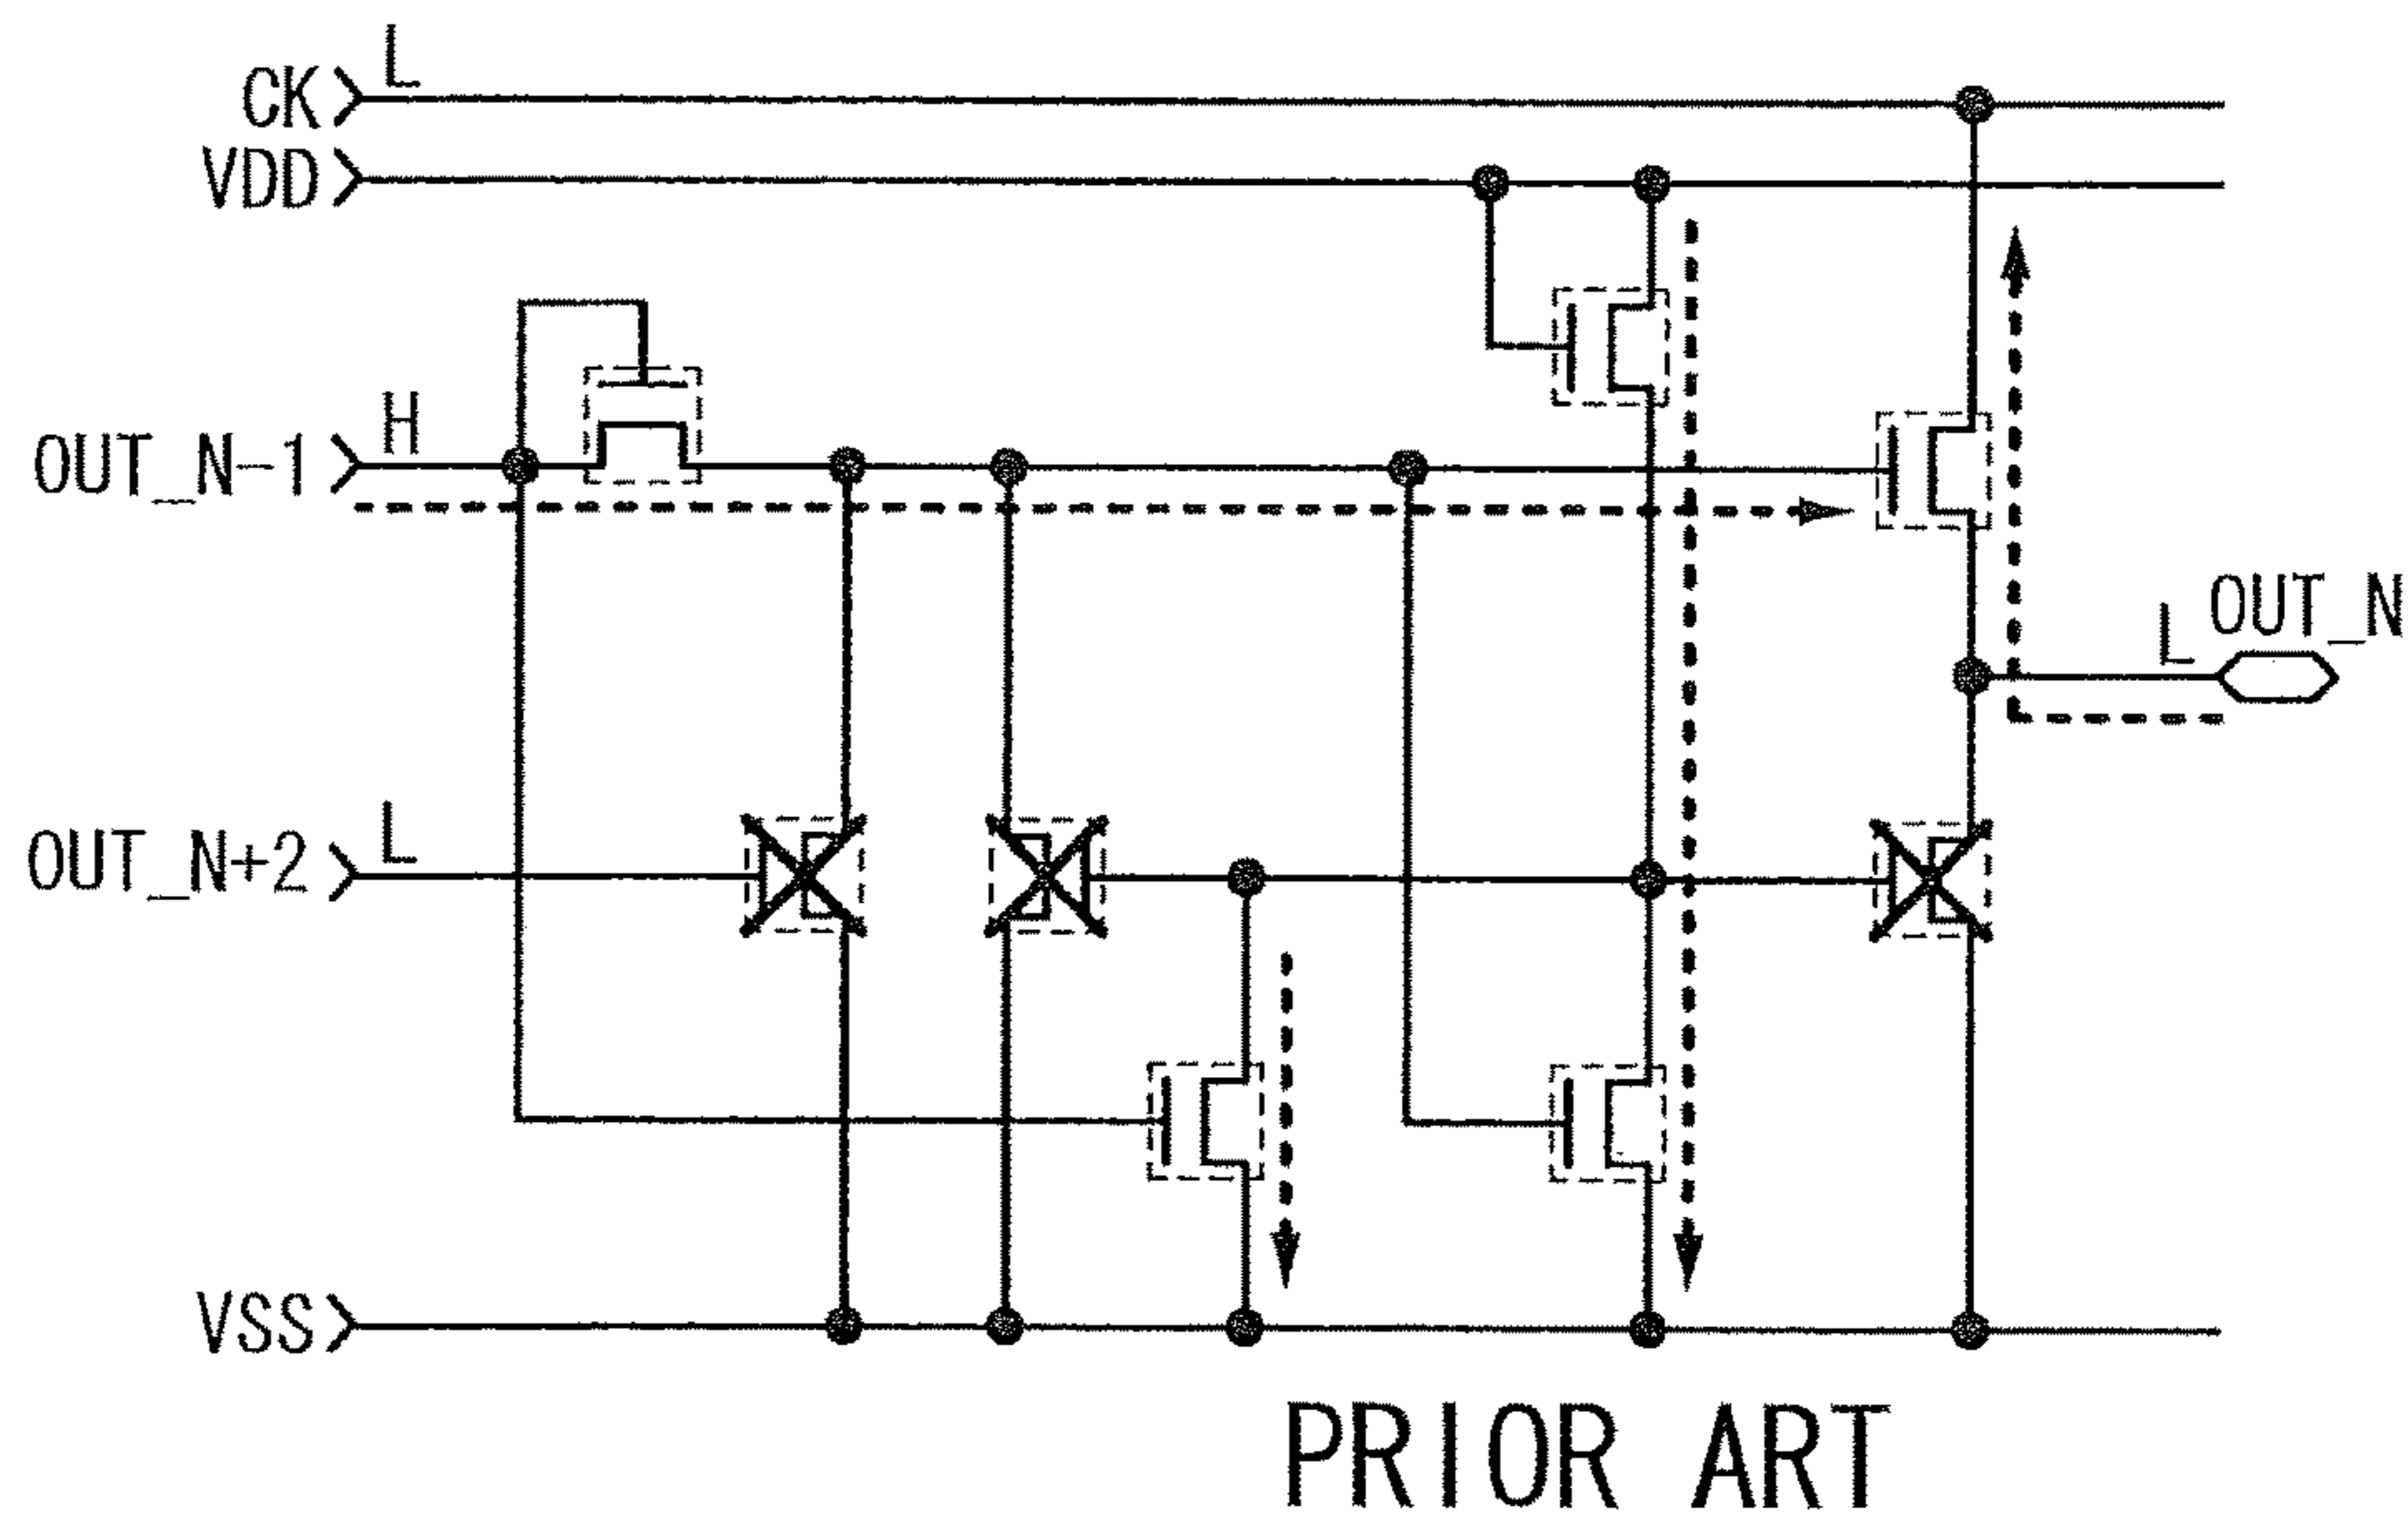 L
CK
VDD
H
OUT_N-1
OUT_N
L
L
OUT_N+2
VSS
PRIOR ART